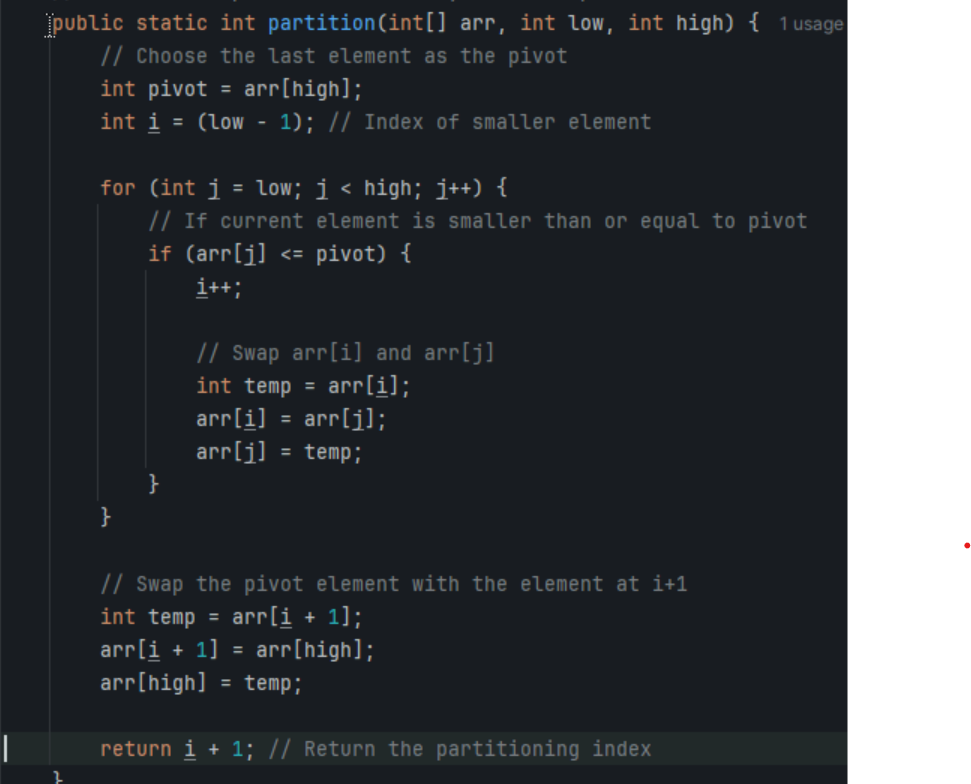 public static int partition(int[] arr, int low, int high) { 1 usage
// Choose the last element as the pivot
int pivot = arr[high];
int i = (low - 1); // Index of smaller element
for (int j = low; j < high; j++) {
// If current element is smaller than or equal to pivot
if (arr[j] <= pivot) {
i++;
// Swap arr[i] and arr[j]
int temp = arr[i];
arr[i] = arr[j];
arr[j] = temp;
}
}
// Swap the pivot element with the element at i+1
int temp = arr[i + 1];
arr[i + 1] = arr[high];
arr[high] = temp;
return i + 1; // Return the partitioning index
}